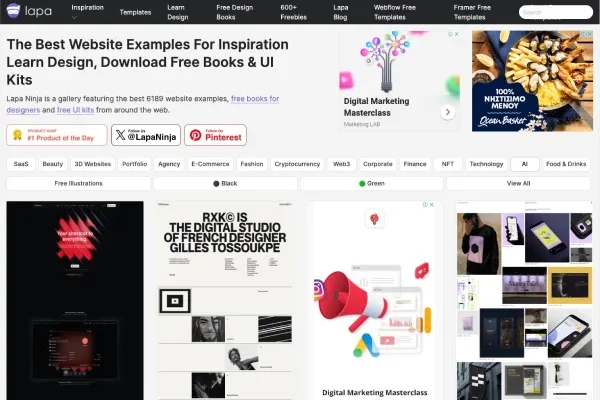 lapa
Inspiration
Templates
Learn
Design
Free Design
Books
600+
Freebies
Lapa
Blog
Webflow Free
Templates
Framer Free
Templates
Search
The Best Website Examples For Inspiration
Learn Design, Download Free Books & UI
Kits
Lapa Ninja is a gallery featuring the best 6189 website examples, free books for
designers and free UI kits from around the web.
PRODUCT HUNT
#1 Product of the Day
Follow Us
@LapaNinja
Follow Us On
Pinterest
Digital Marketing
Masterclass
Marketing LAB
100%
ΝΗΣΤΙΣΙΜΟ
ΜΕΝΟΥ
Ocean Basket
SaaS
Beauty
3D Websites
Portfolio
Agency
E-Commerce
Fashion
Cryptocurrency
Web3
Corporate
Finance
NFT
Technology
AI
Food & Drinks
Free Illustrations
Black
Green
View All
Your shortcut to
everything.
RXK© IS
THE DIGITAL STUDIO
OF FRENCH DESIGNER
GILLES TOSSOUKPE
Digital Marketing Masterclass